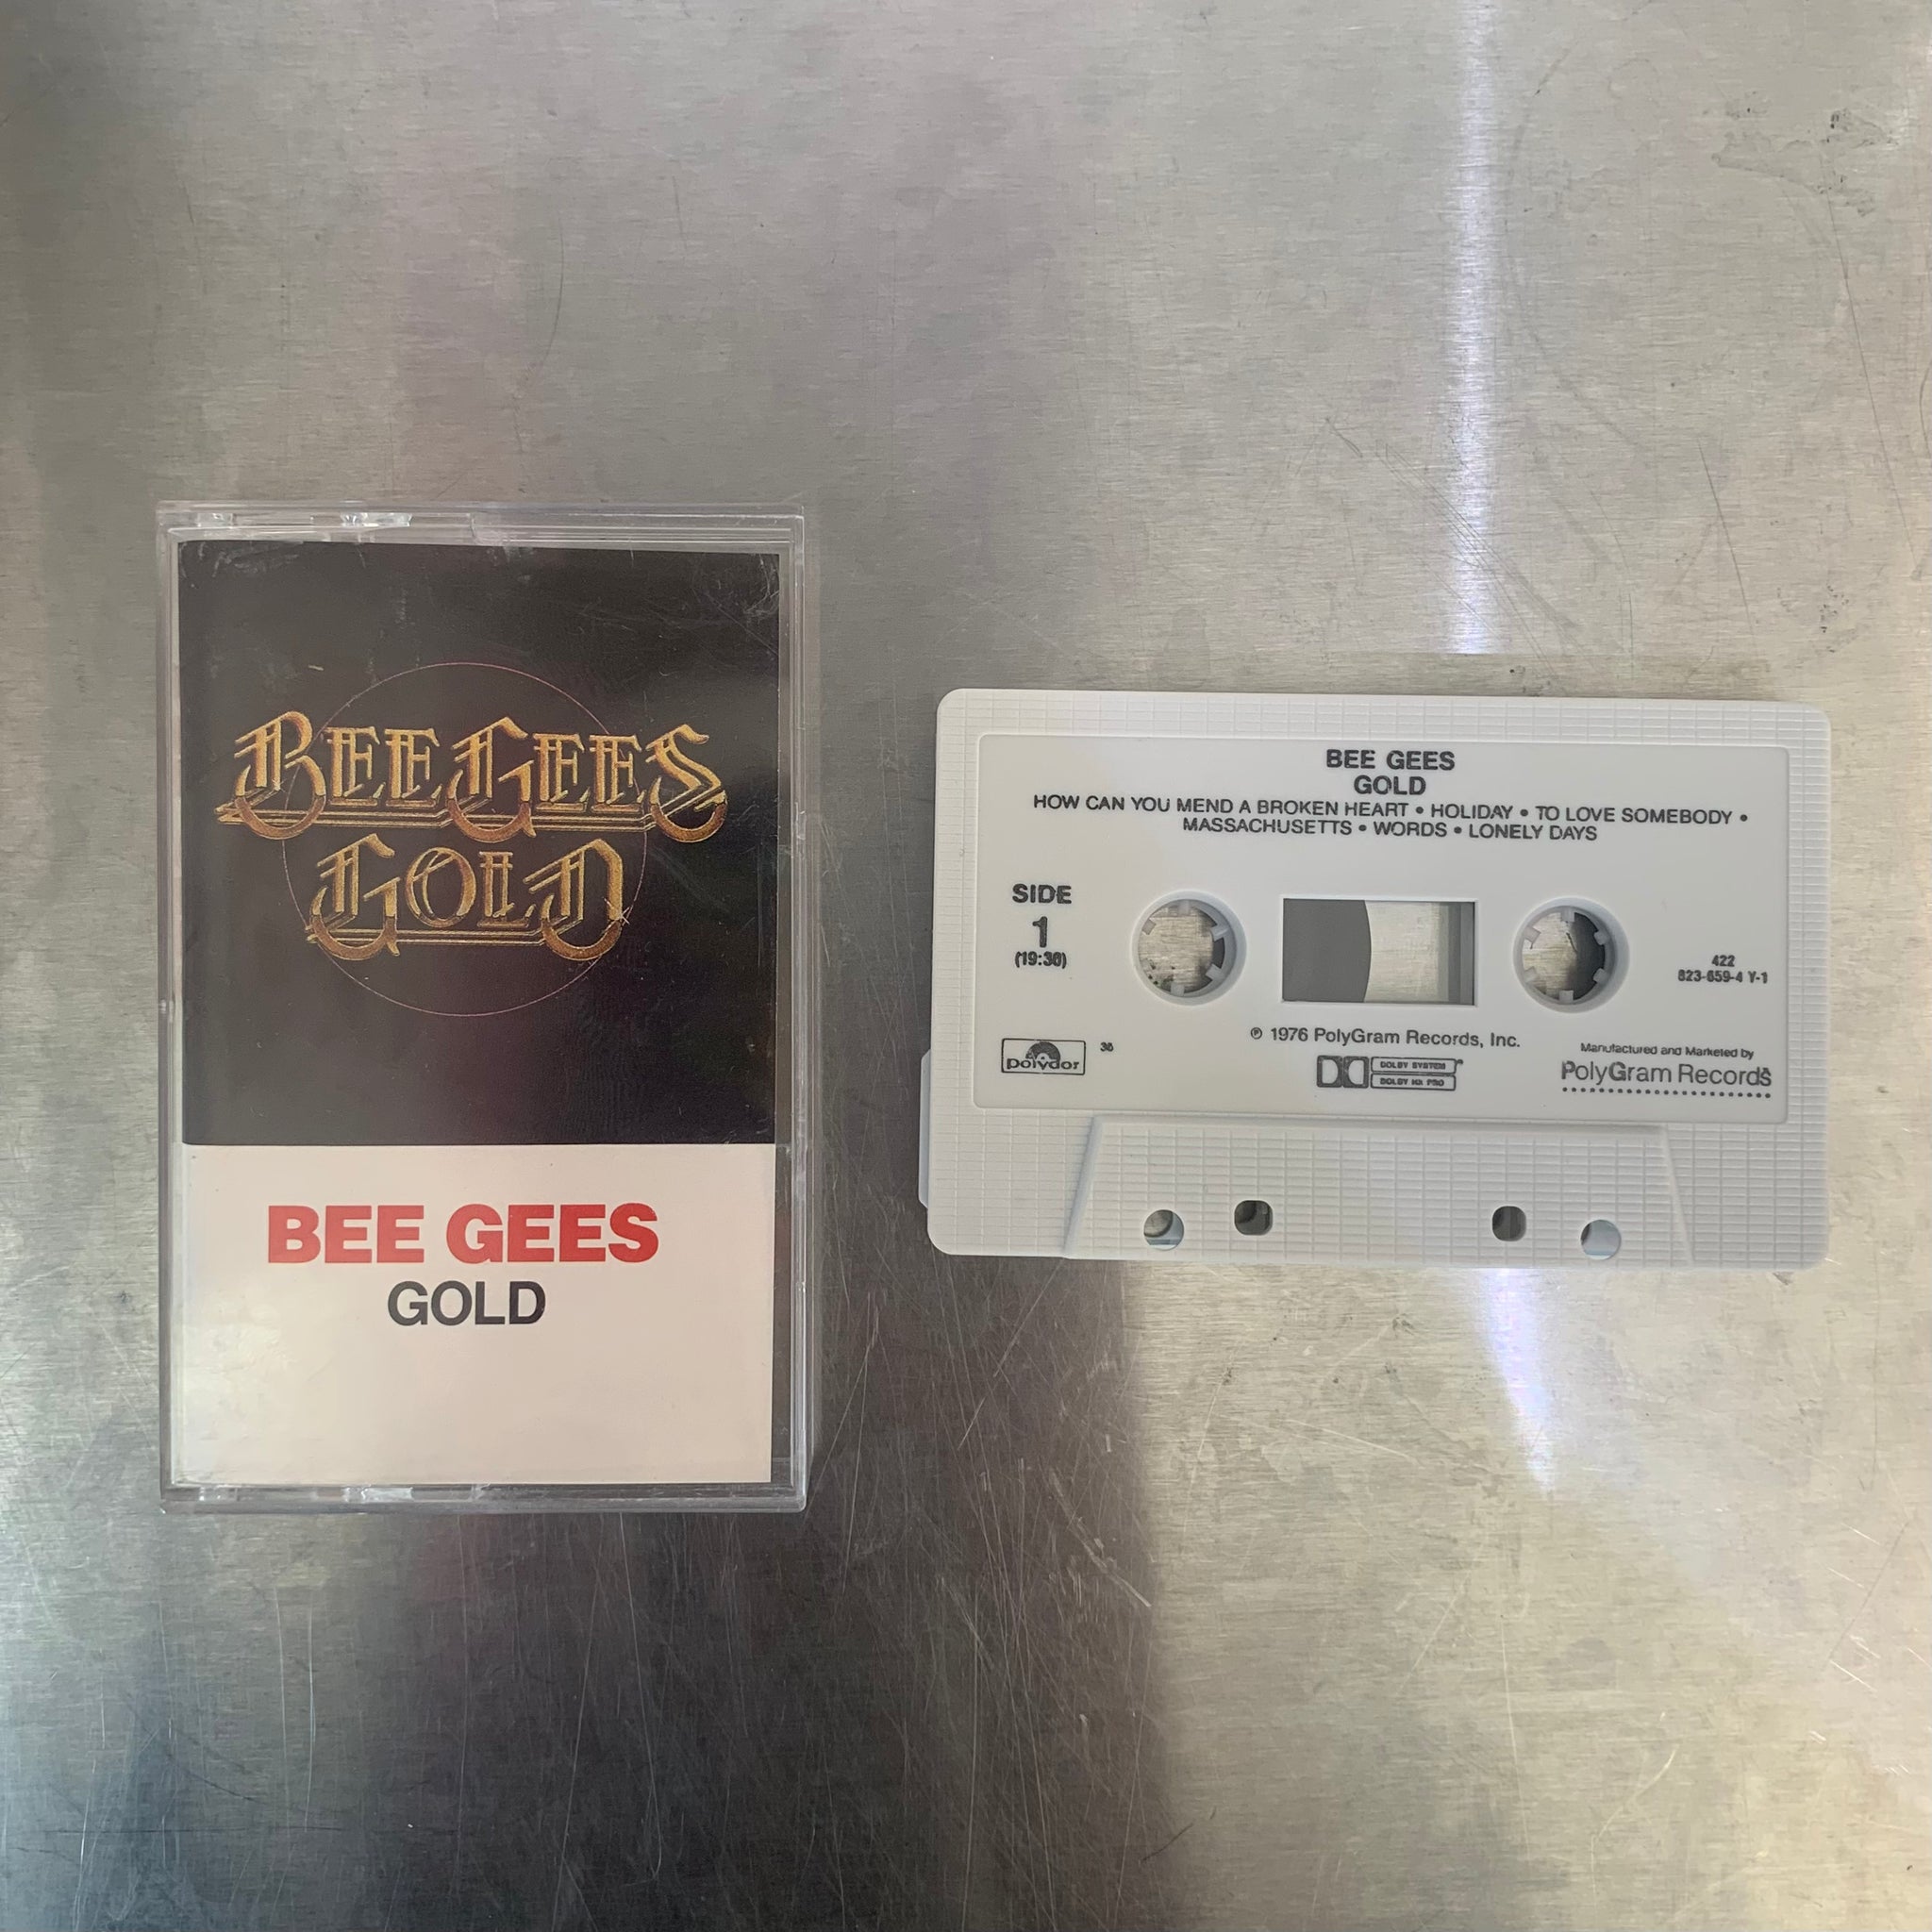 BEE GEES
GOLD
BEE GEES
GOLD
BEE GEES
GOLD
HOW CAN YOU MEND A BROKEN HEART • HOLIDAY • TO LOVE SOMEBODY •
MASSACHUSETTS • WORDS • LONELY DAYS
SIDE
1
(19:30)
422
823-659-4 Y-1
℗ 1976 PolyGram Records, Inc.
polydor
38
DOLBY SYSTEM
DOLBY HX PRO
Manufactured and Marketed by
PolyGram Records